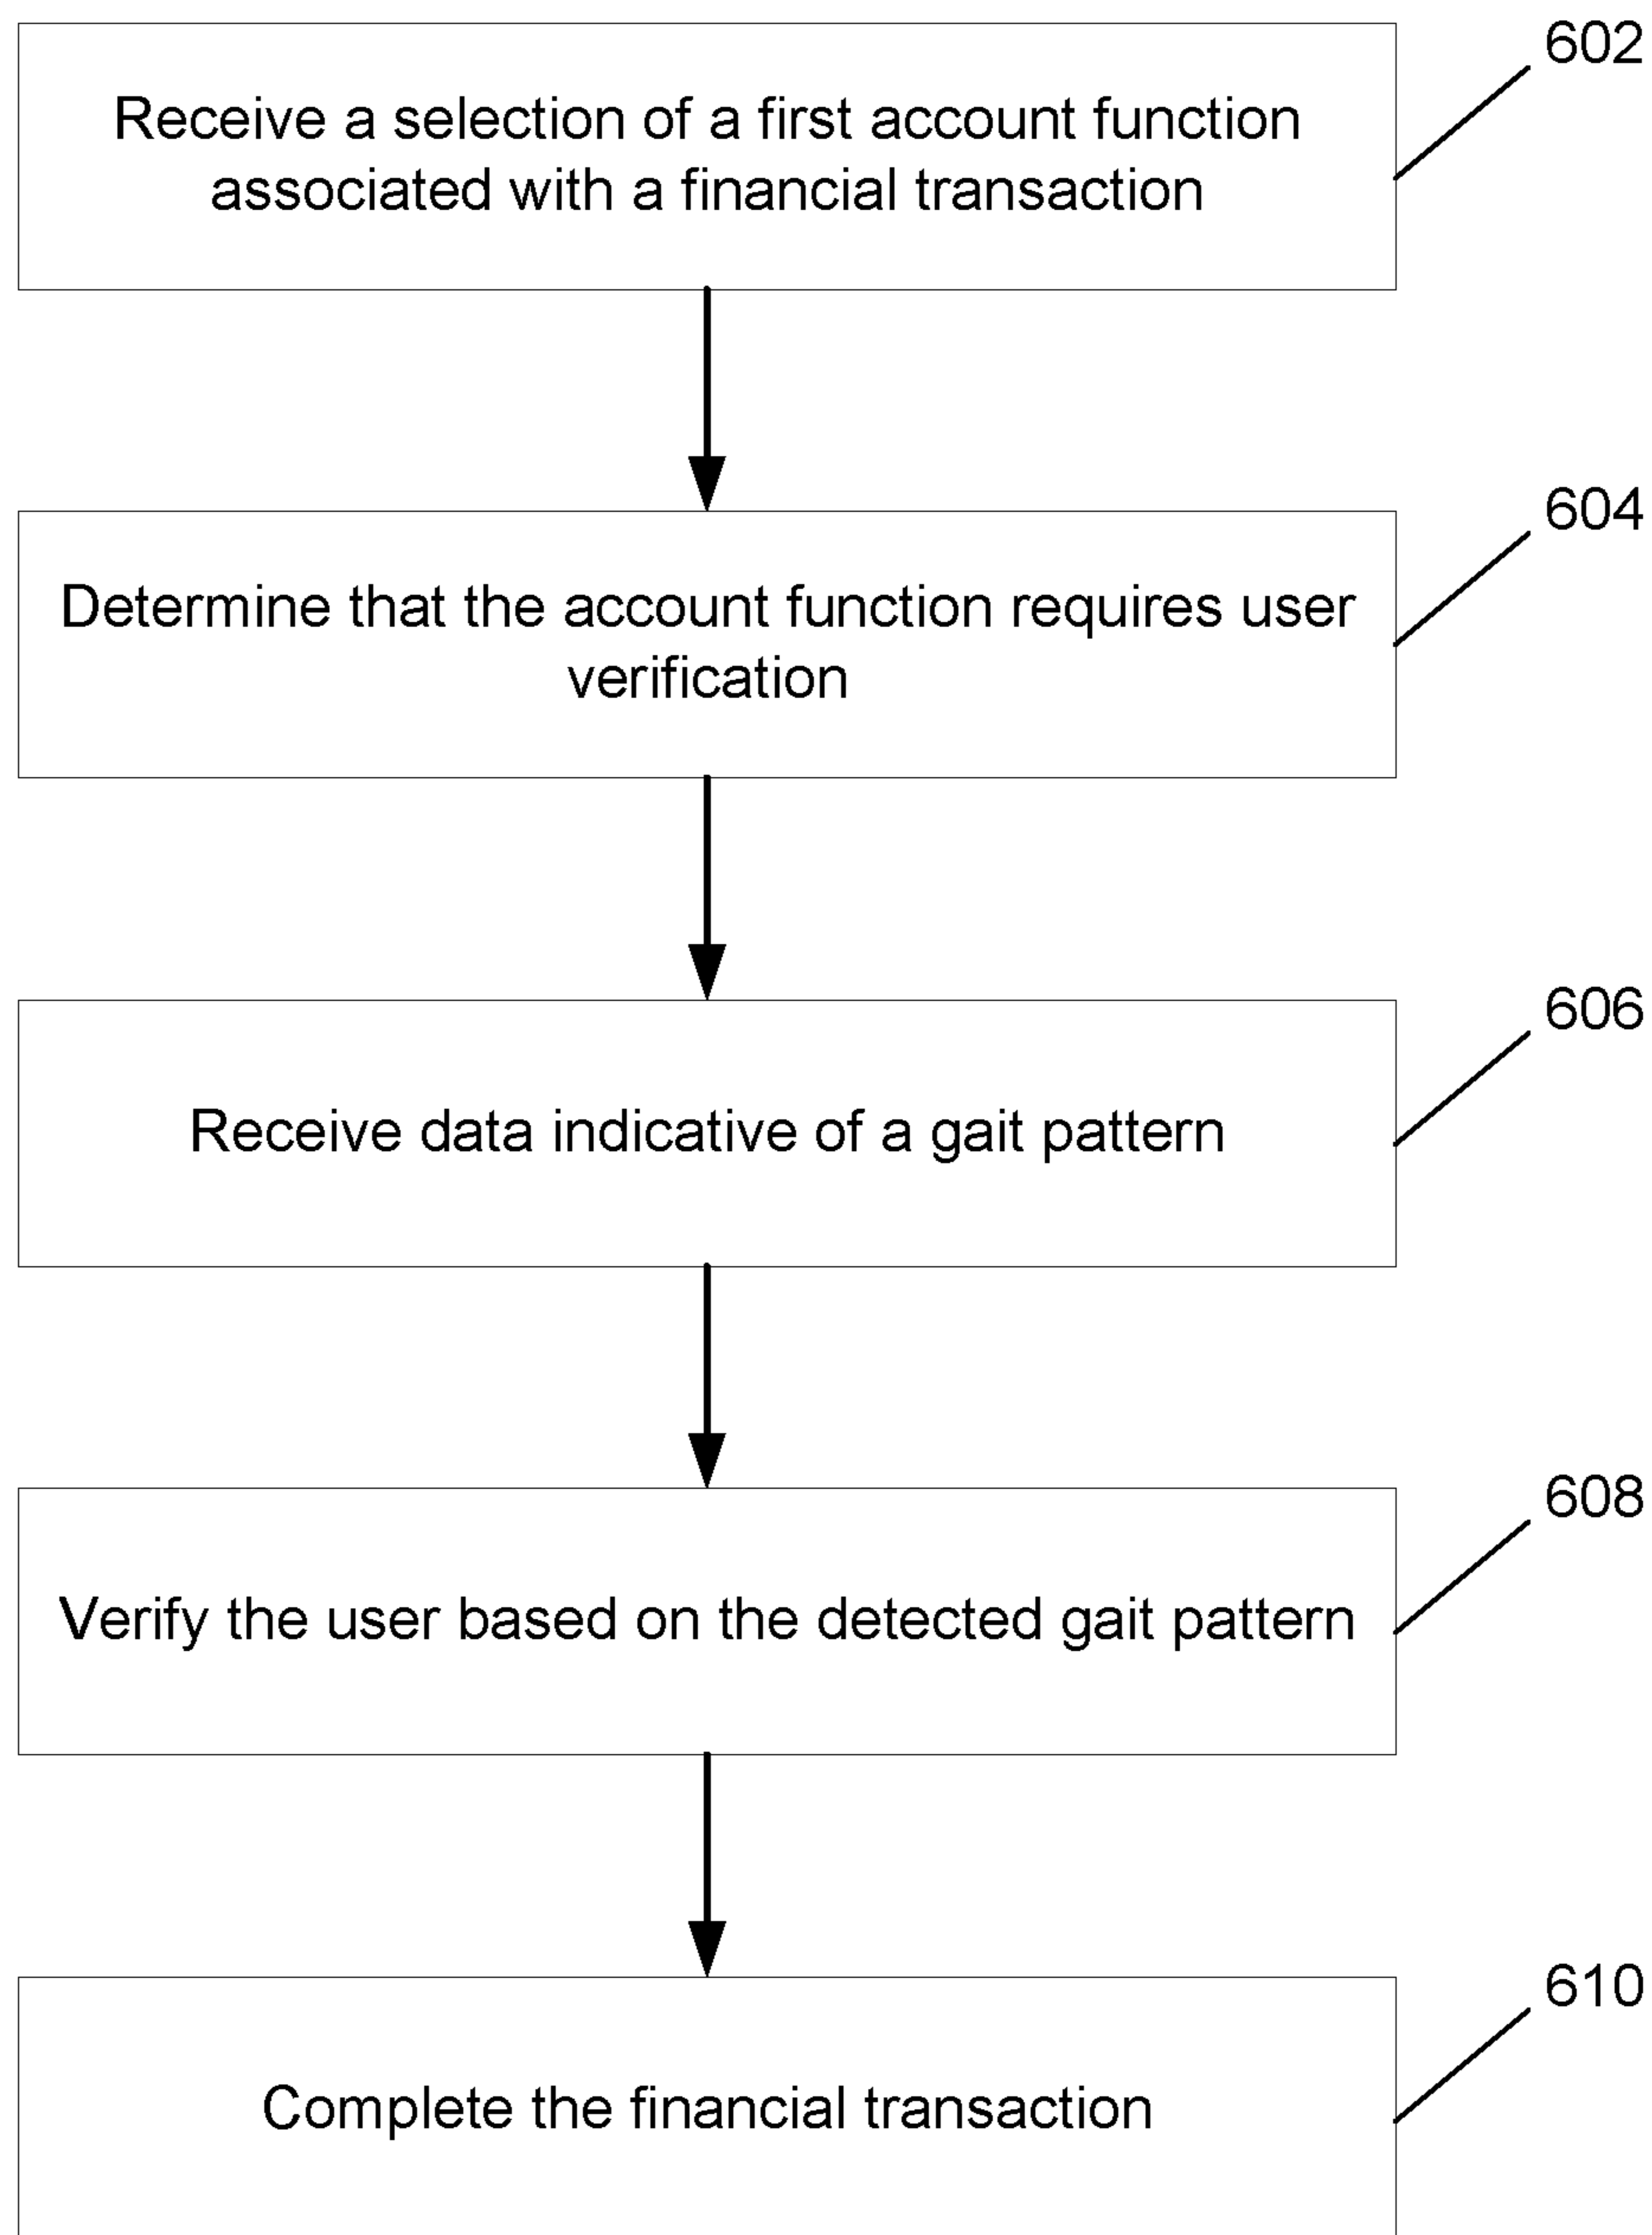 602
Receive a selection of a first account function
associated with a financial transaction
604
Determine that the account function requires user
verification
606
Receive data indicative of a gait pattern
608
Verify the user based on the detected gait pattern
610
Complete the financial transaction